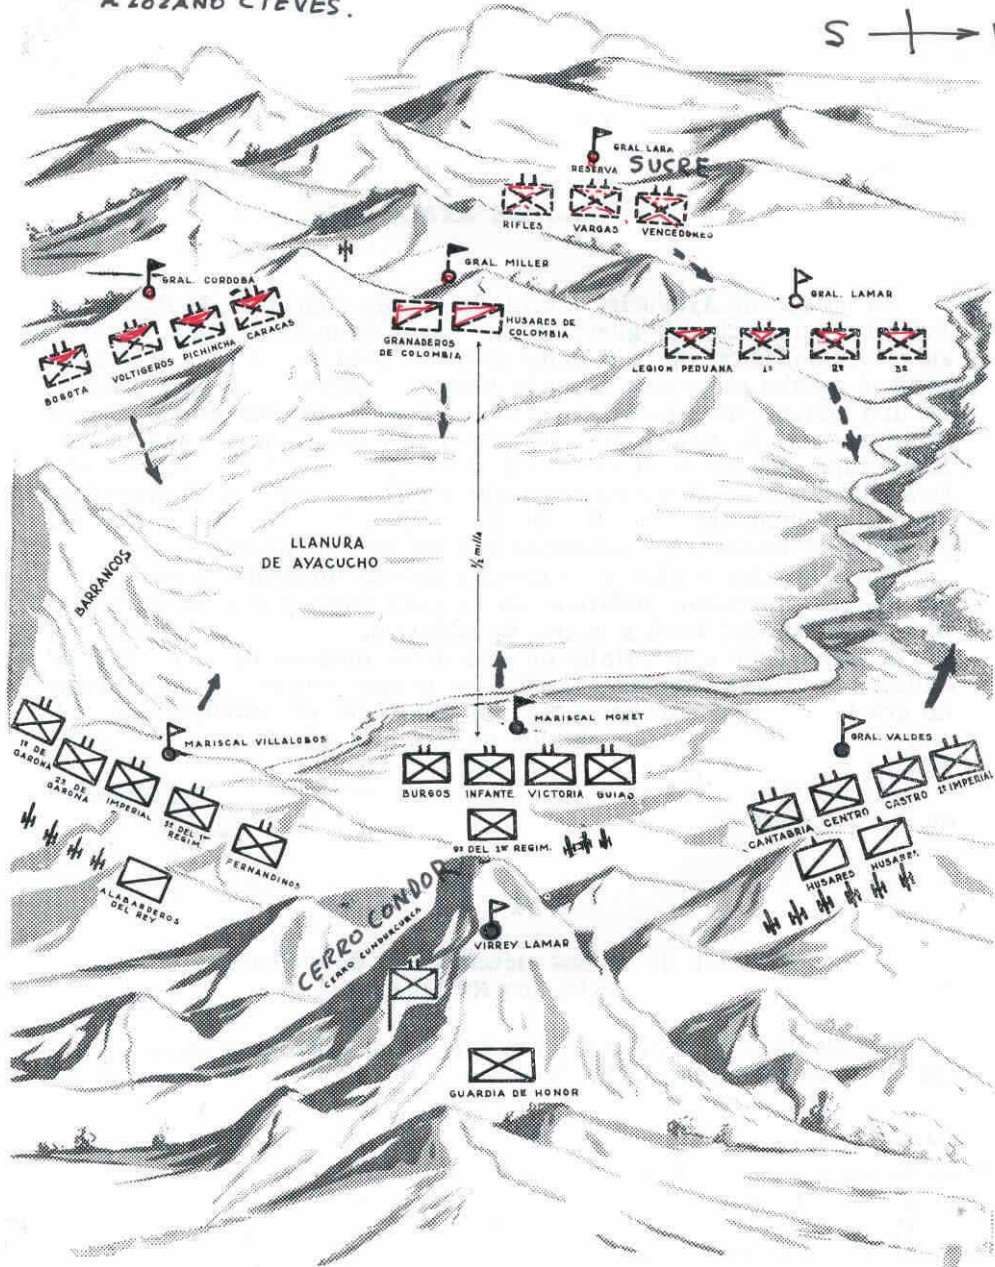 A LOZANO CIEVES.
S
GRAL. LARA
RESERVA SUCRE
RIFLES VARGAS VENCEDORES
GRAL. CORDOBA
GRAL. MILLER
GRAL. LAMAR
BOGOTA VOLTIGEROS PICHINCHA CARACAS
GRANADEROS
DE COLOMBIA
HUSARES DE
COLOMBIA
LEGION PERUANA 1º 2º 3º
LLANURA
DE AYACUCHO
½ milla
BARRANCOS
MARISCAL VILLALOBOS
MARISCAL MONET
GRAL. VALDES
1º DE
GARONA
2º DE
GARONA
IMPERIAL
2º DEL 1er
REGIM.
FERNANDINOS
ALABARDEROS
DEL REY
BURGOS INFANTE VICTORIA GUIAS
2º DEL 1er REGIM.
CANTABRIA CENTRO CASTRO 1º IMPERIAL
HUSARES HUSARES
CERRO CONDOR
CERRO CUNDURCUNCA
VIRREY LAMAR
GUARDIA DE HONOR